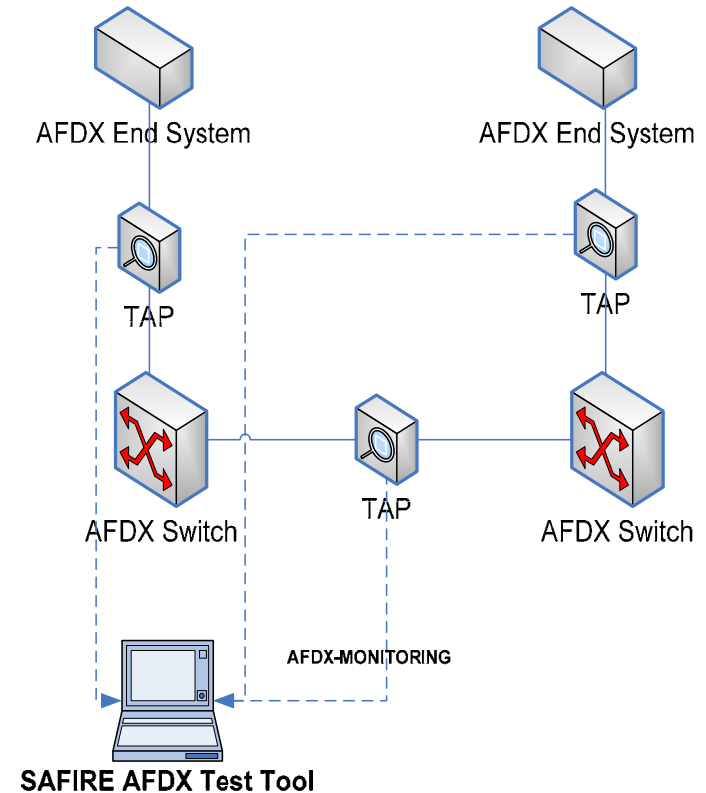 AFDX End System
AFDX End System
TAP
TAP
AFDX Switch
TAP
AFDX Switch
AFDX-MONITORING
SAFIRE AFDX Test Tool